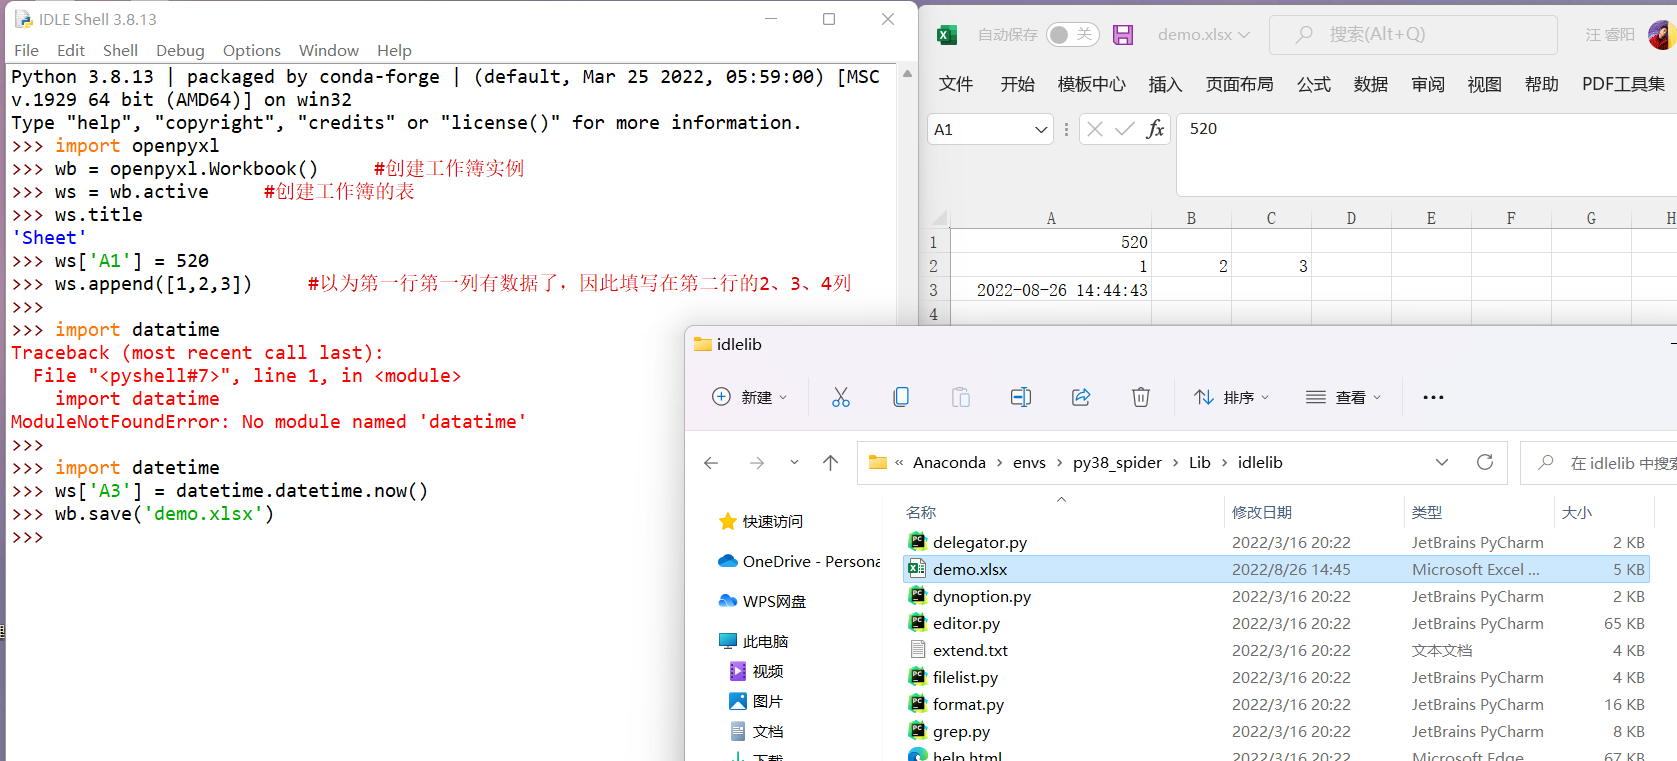 IDLE Shell 3.8.13
File Edit Shell Debug Options Window Help
Python 3.8.13 | packaged by conda-forge | (default, Mar 25 2022, 05:59:00) [MSC
v.1929 64 bit (AMD64)] on win32
Type "help", "copyright", "credits" or "license()" for more information.
>>> import openpyxl
>>> wb = openpyxl.Workbook() #创建工作簿实例
>>> ws = wb.active #创建工作簿的表
>>> ws.title
'Sheet'
>>> ws['A1'] = 520
>>> ws.append([1,2,3]) #以为第一行第一列有数据了，因此填写在第二行的2、3、4列
>>>
>>> import datatime
Traceback (most recent call last):
File "<pyshell#7>", line 1, in <module>
import datatime
ModuleNotFoundError: No module named 'datatime'
>>>
>>> import datetime
>>> ws['A3'] = datetime.datetime.now()
>>> wb.save('demo.xlsx')
>>>
自动保存 关 demo.xlsx 搜索(Alt+Q) 汪 睿阳
文件 开始 模板中心 插入 页面布局 公式 数据 审阅 视图 帮助 PDF工具集
A1 fx 520
A B C D E F G H
1 520
2 1 2 3
3 2022-08-26 14:44:43
4
idlelib
新建 排序 查看
« Anaconda › envs › py38_spider › Lib › idlelib 在 idlelib 中搜索
快速访问
OneDrive - Persona
WPS网盘
此电脑
视频
图片
文档
下载
名称 修改日期 类型 大小
delegator.py 2022/3/16 20:22 JetBrains PyCharm 2 KB
demo.xlsx 2022/8/26 14:45 Microsoft Excel ... 5 KB
dynoption.py 2022/3/16 20:22 JetBrains PyCharm 2 KB
editor.py 2022/3/16 20:22 JetBrains PyCharm 65 KB
extend.txt 2022/3/16 20:22 文本文档 4 KB
filelist.py 2022/3/16 20:22 JetBrains PyCharm 4 KB
format.py 2022/3/16 20:22 JetBrains PyCharm 16 KB
grep.py 2022/3/16 20:22 JetBrains PyCharm 8 KB
help.html 2022/3/16 20:22 Microsoft Edge 67 KB